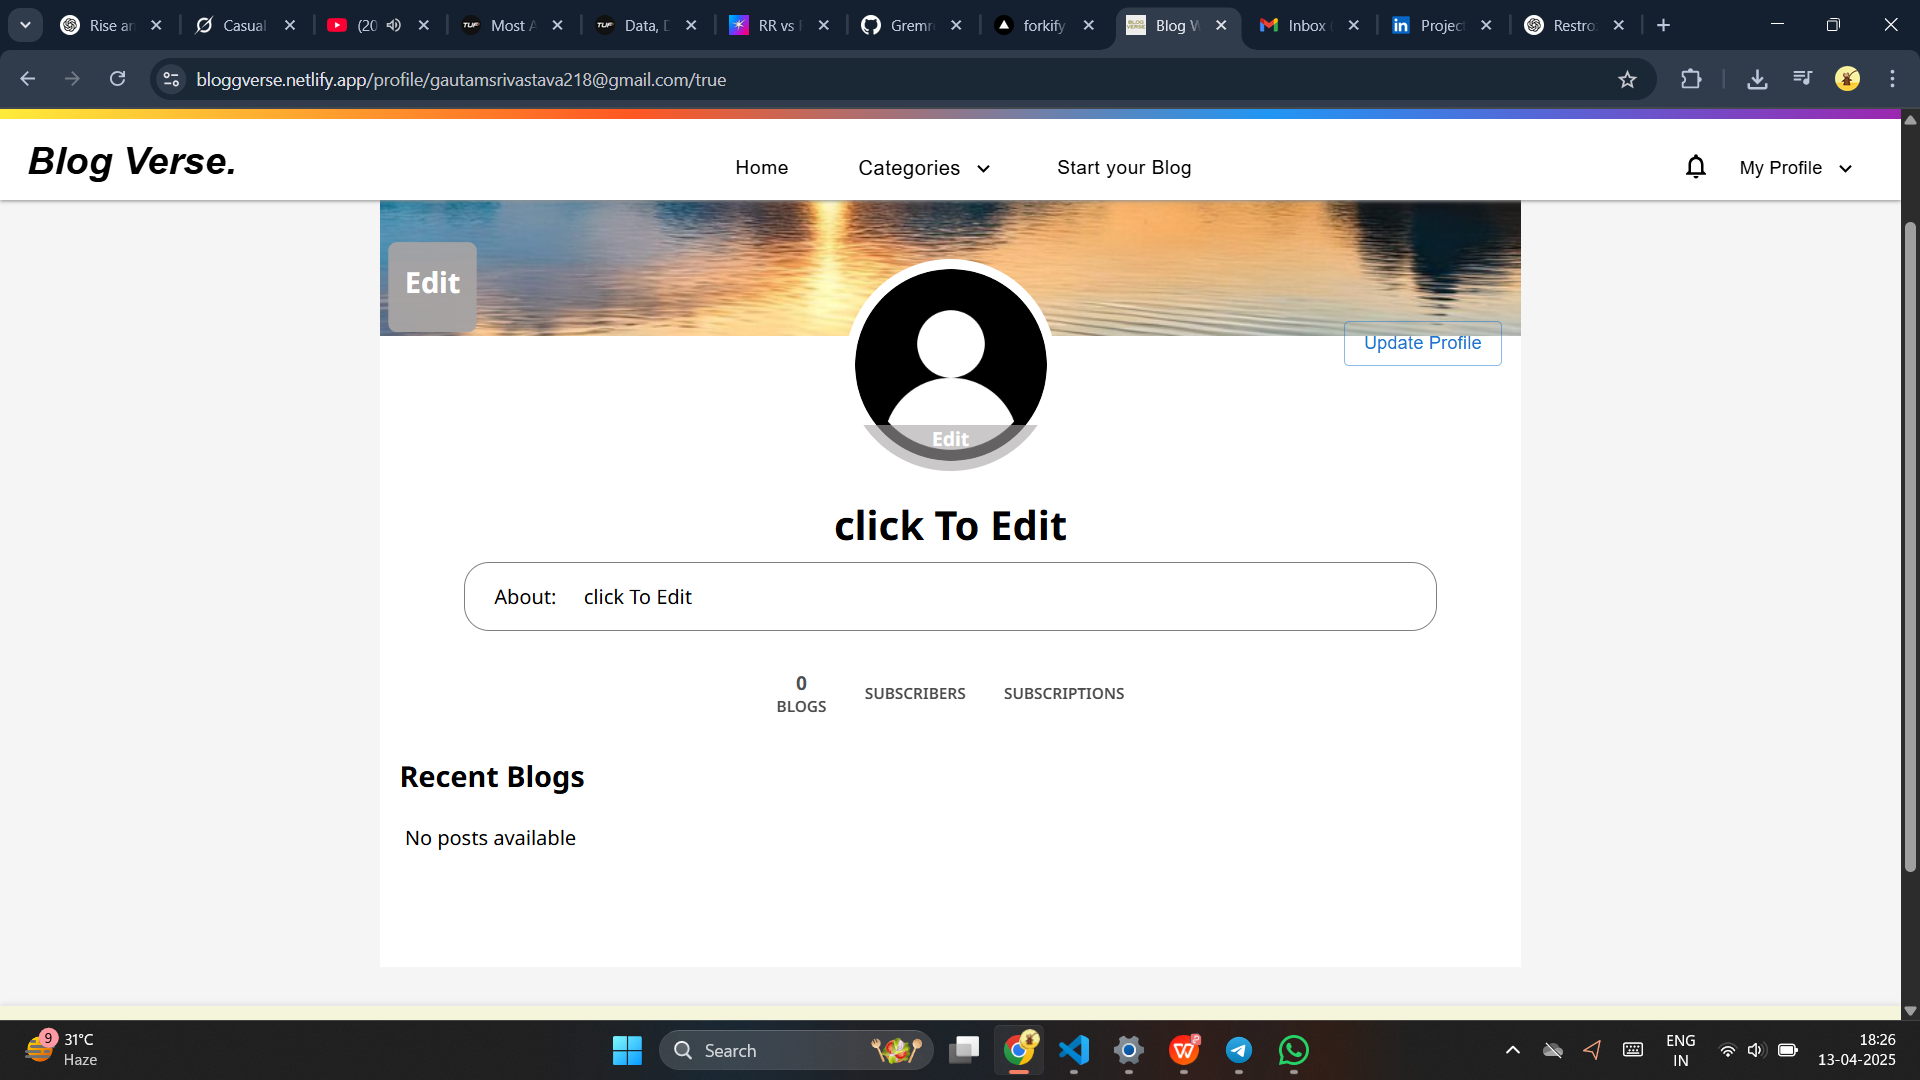 Rise an
Casual
(20
Most A
Data, D
RR vs F
Gremr
forkify
Blog W
Inbox (
Project
Restro
bloggverse.netlify.app/profile/gautamsrivastava218@gmail.com/true
Blog Verse.
Home
Categories
Start your Blog
My Profile
Edit
Update Profile
Edit
click To Edit
About: click To Edit
0
BLOGS
SUBSCRIBERS
SUBSCRIPTIONS
Recent Blogs
No posts available
9
31°C
Haze
Search
ENG
IN
18:26
13-04-2025